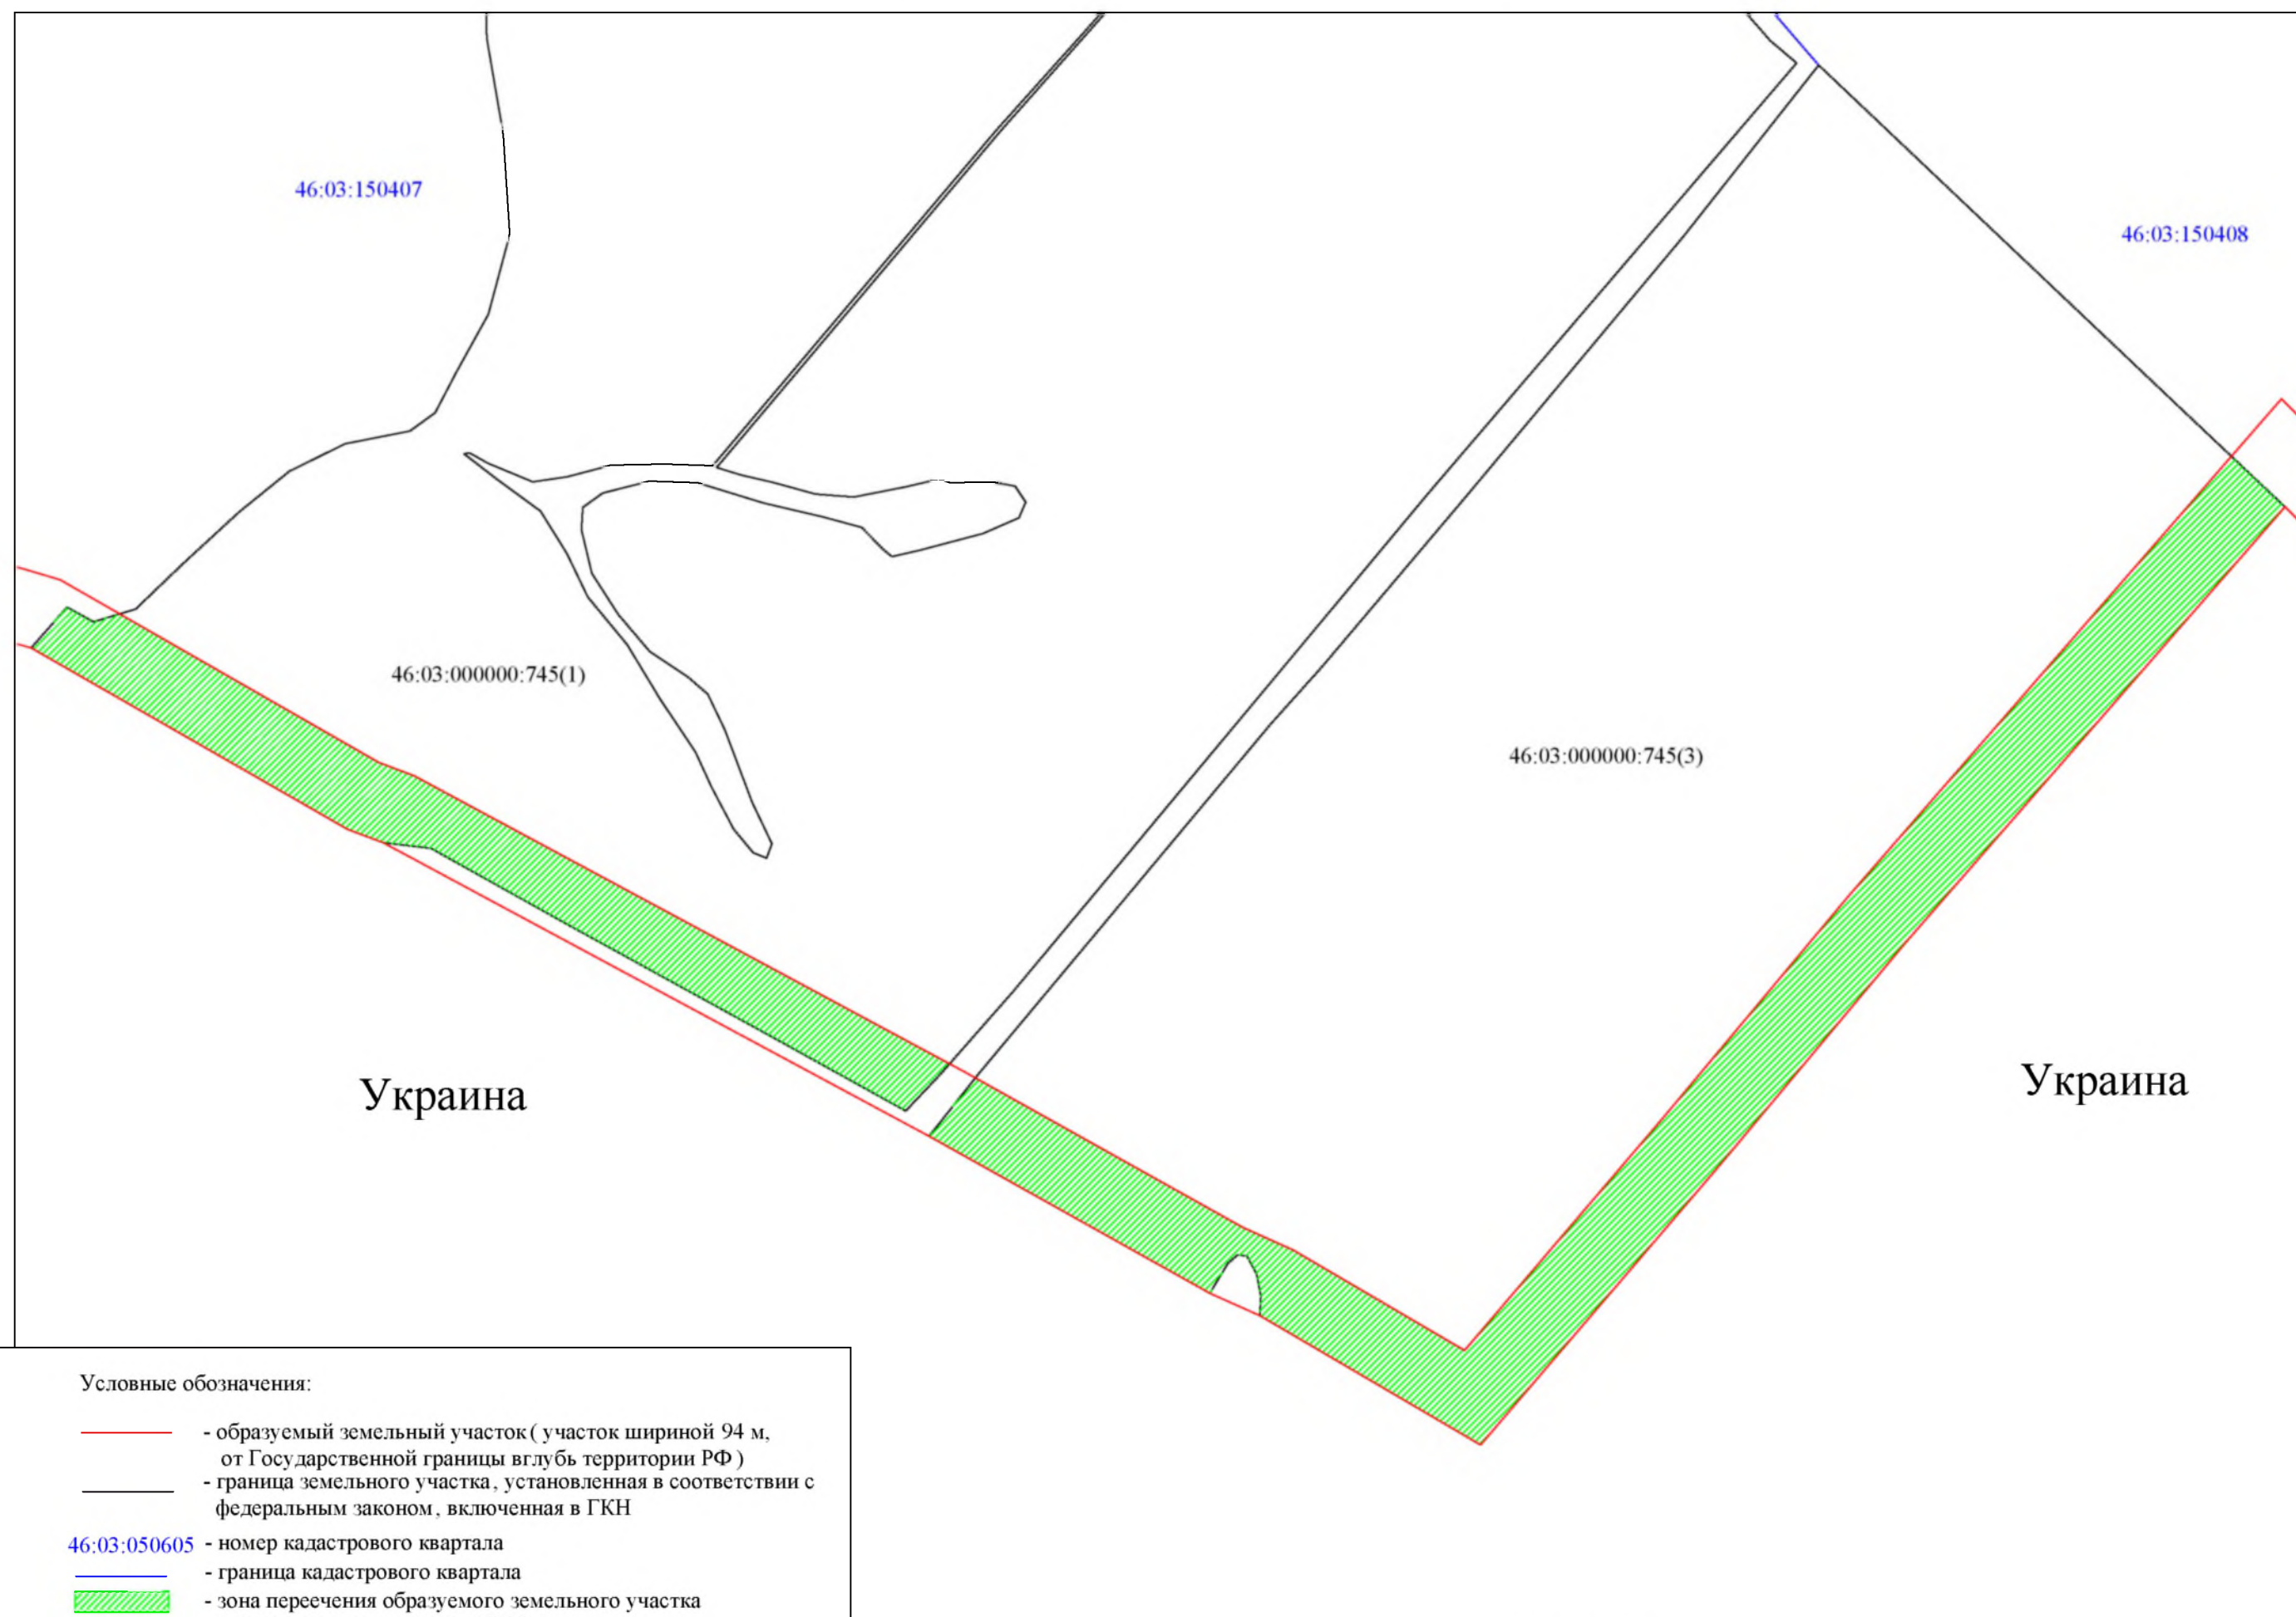 46:03:150407
46:03:150408
46:03:000000:745(1)
46:03:000000:745(3)
Украина
Украина
Условные обозначения:
- образуемый земельный участок ( участок шириной 94 м,
от Государственной границы вглубь территории РФ )
- граница земельного участка, установленная в соответствии с
федеральным законом, включенная в ГКН
46:03:050605 - номер кадастрового квартала
- граница кадастрового квартала
- зона переечения образуемого земельного участка